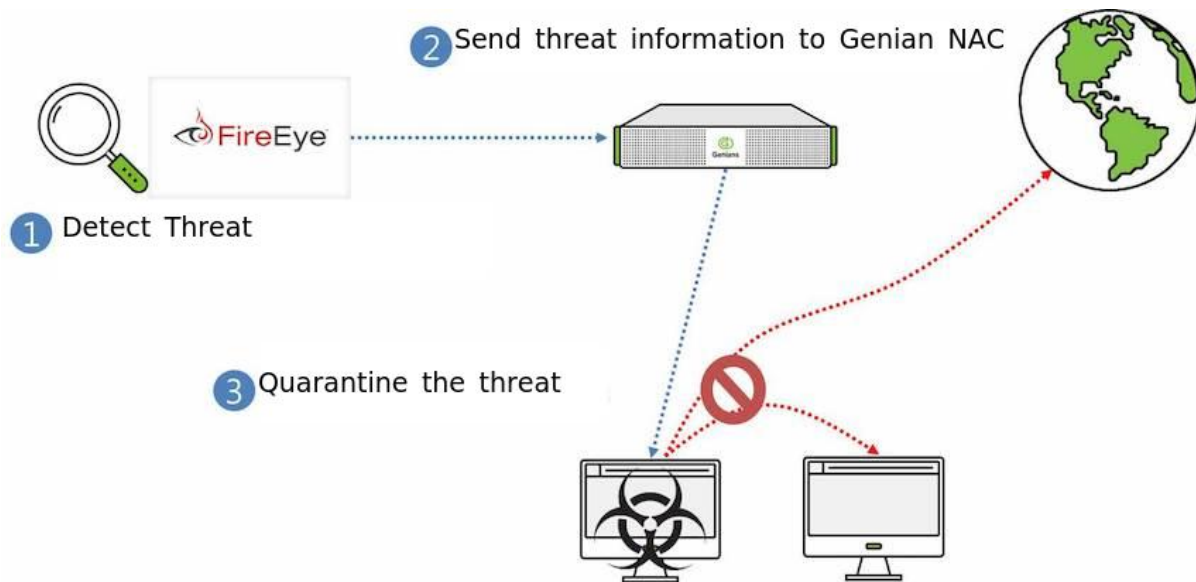 2 Send threat information to Genian NAC
FireEye
Genians
1 Detect Threat
3 Quarantine the threat